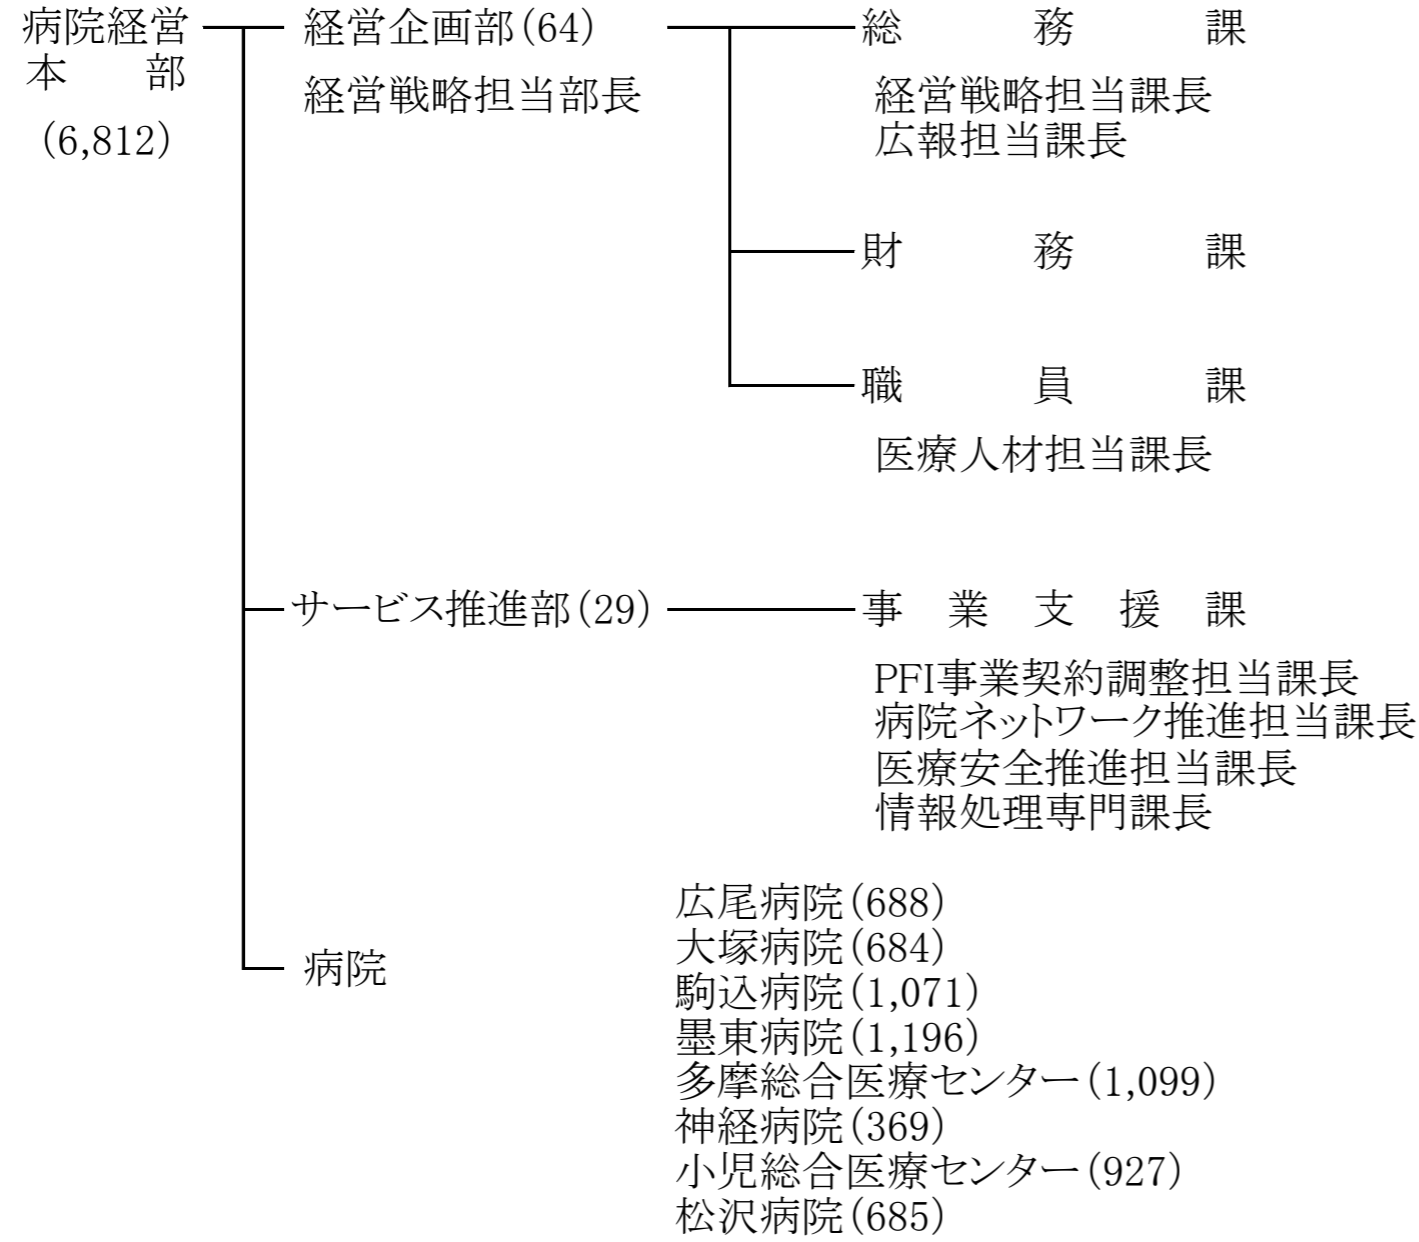 病院経営
本部
（6,812）
経営企画部（64）
経営戦略担当部長
総務課
経営戦略担当課長
広報担当課長
財務課
職員課
医療人材担当課長
サービス推進部（29）
事業支援課
PFI事業契約調整担当課長
病院ネットワーク推進担当課長
医療安全推進担当課長
情報処理専門課長
病院
広尾病院（688）
大塚病院（684）
駒込病院（1,071）
墨東病院（1,196）
多摩総合医療センター（1,099）
神経病院（369）
小児総合医療センター（927）
松沢病院（685）